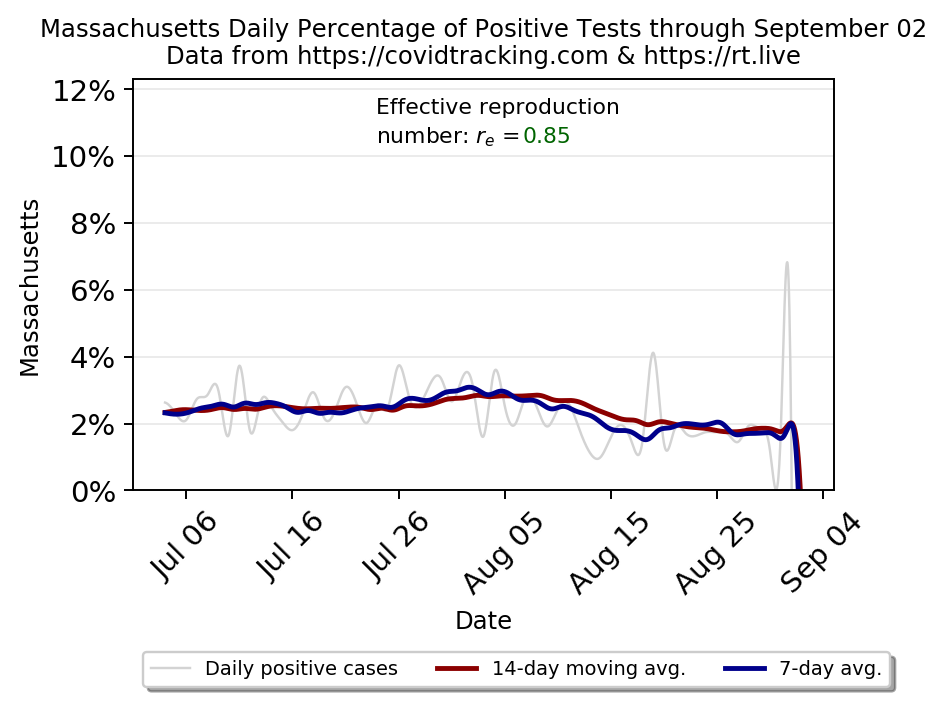 Massachusetts Daily Percentage of Positive Tests through September 02
Data from https://covidtracking.com & https://rt.live
12%
10%
8%
6%
4%
2%
0%
Massachusetts
Effective reproduction
number: rₑ = 0.85
Jul 06
Jul 16
Jul 26
Aug 05
Aug 15
Aug 25
Sep 04
Date
Daily positive cases
14-day moving avg.
7-day avg.